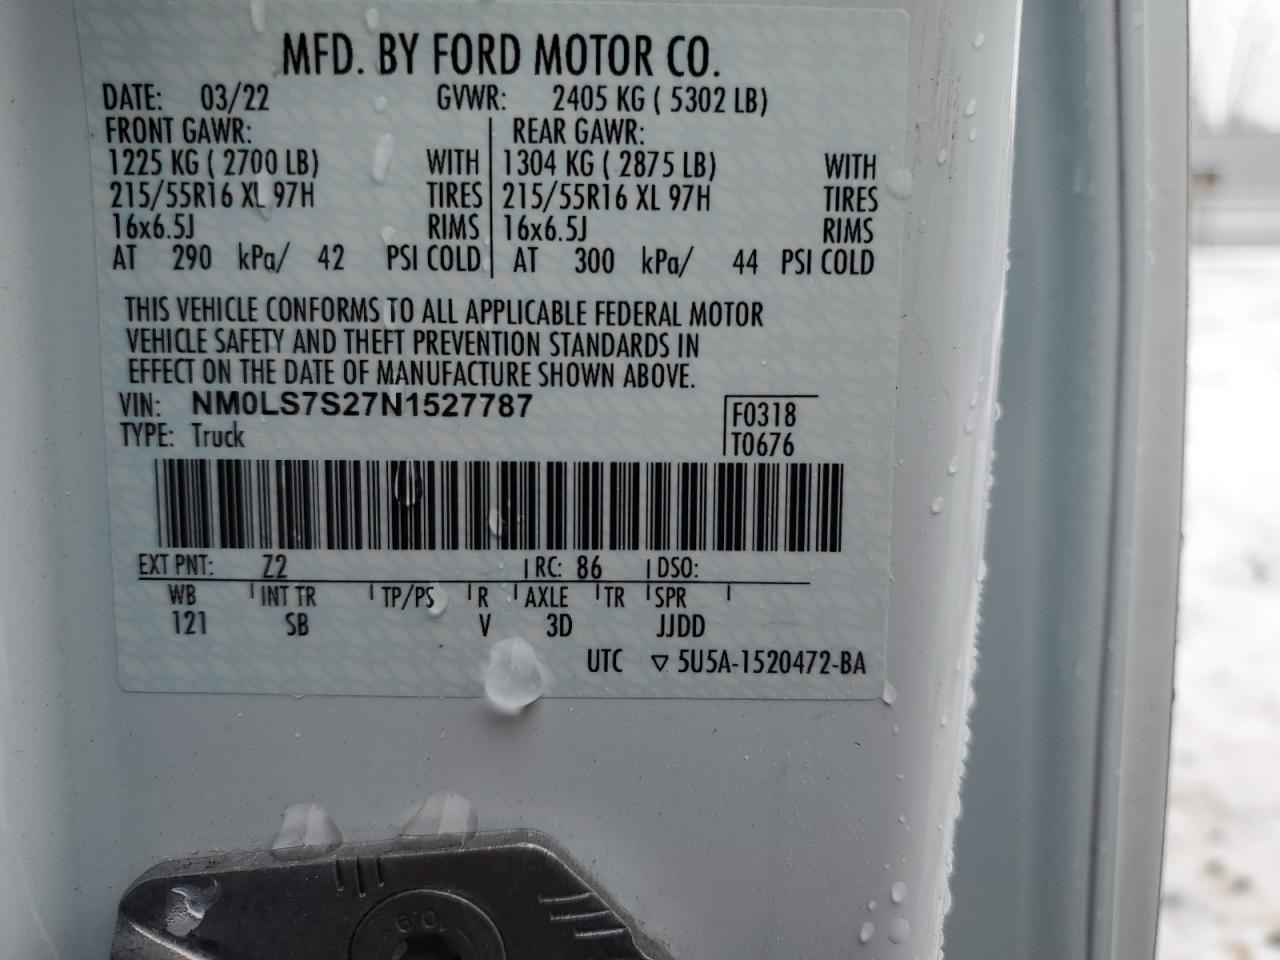 MFD. BY FORD MOTOR CO.
DATE: 03/22 GVWR: 2405 KG ( 5302 LB)
FRONT GAWR: REAR GAWR:
1225 KG ( 2700 LB) WITH 1304 KG ( 2875 LB) WITH
215/55R16 XL 97H TIRES 215/55R16 XL 97H TIRES
16x6.5J RIMS 16x6.5J RIMS
AT 290 kPa/ 42 PSI COLD AT 300 kPa/ 44 PSI COLD
THIS VEHICLE CONFORMS TO ALL APPLICABLE FEDERAL MOTOR
VEHICLE SAFETY AND THEFT PREVENTION STANDARDS IN
EFFECT ON THE DATE OF MANUFACTURE SHOWN ABOVE.
VIN: NM0LS7S27N1527787 F0318
TYPE: Truck T0676
EXT PNT: Z2 RC: 86 DSO:
WB INT TR TP/PS R AXLE TR SPR
121 SB V 3D JJDD
UTC ▽ 5U5A-1520472-BA